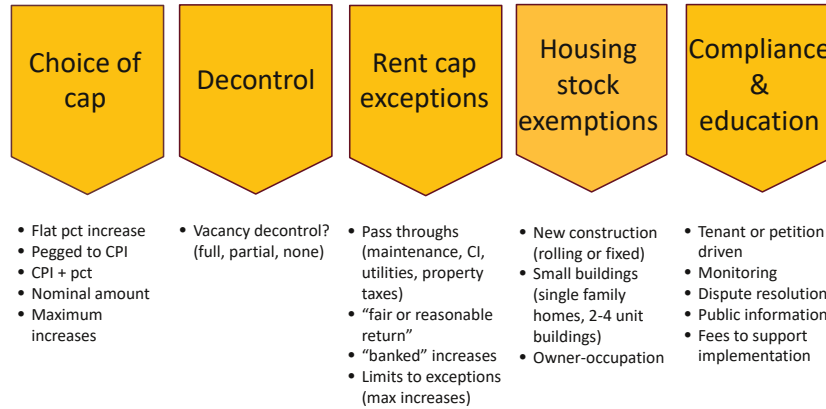 Choice of
cap
Decontrol
Rent cap
exceptions
Housing
stock
exemptions
Compliance
&
education
• Flat pct increase
• Pegged to CPI
• CPI + pct
• Nominal amount
• Maximum
increases
• Vacancy decontrol?
(full, partial, none)
• Pass throughs
(maintenance, CI,
utilities, property
taxes)
• “fair or reasonable
return”
• “banked” increases
• Limits to exceptions
(max increases)
• New construction
(rolling or fixed)
• Small buildings
(single family
homes, 2-4 unit
buildings)
• Owner-occupation
• Tenant or petition
driven
• Monitoring
• Dispute resolution
• Public information
• Fees to support
implementation